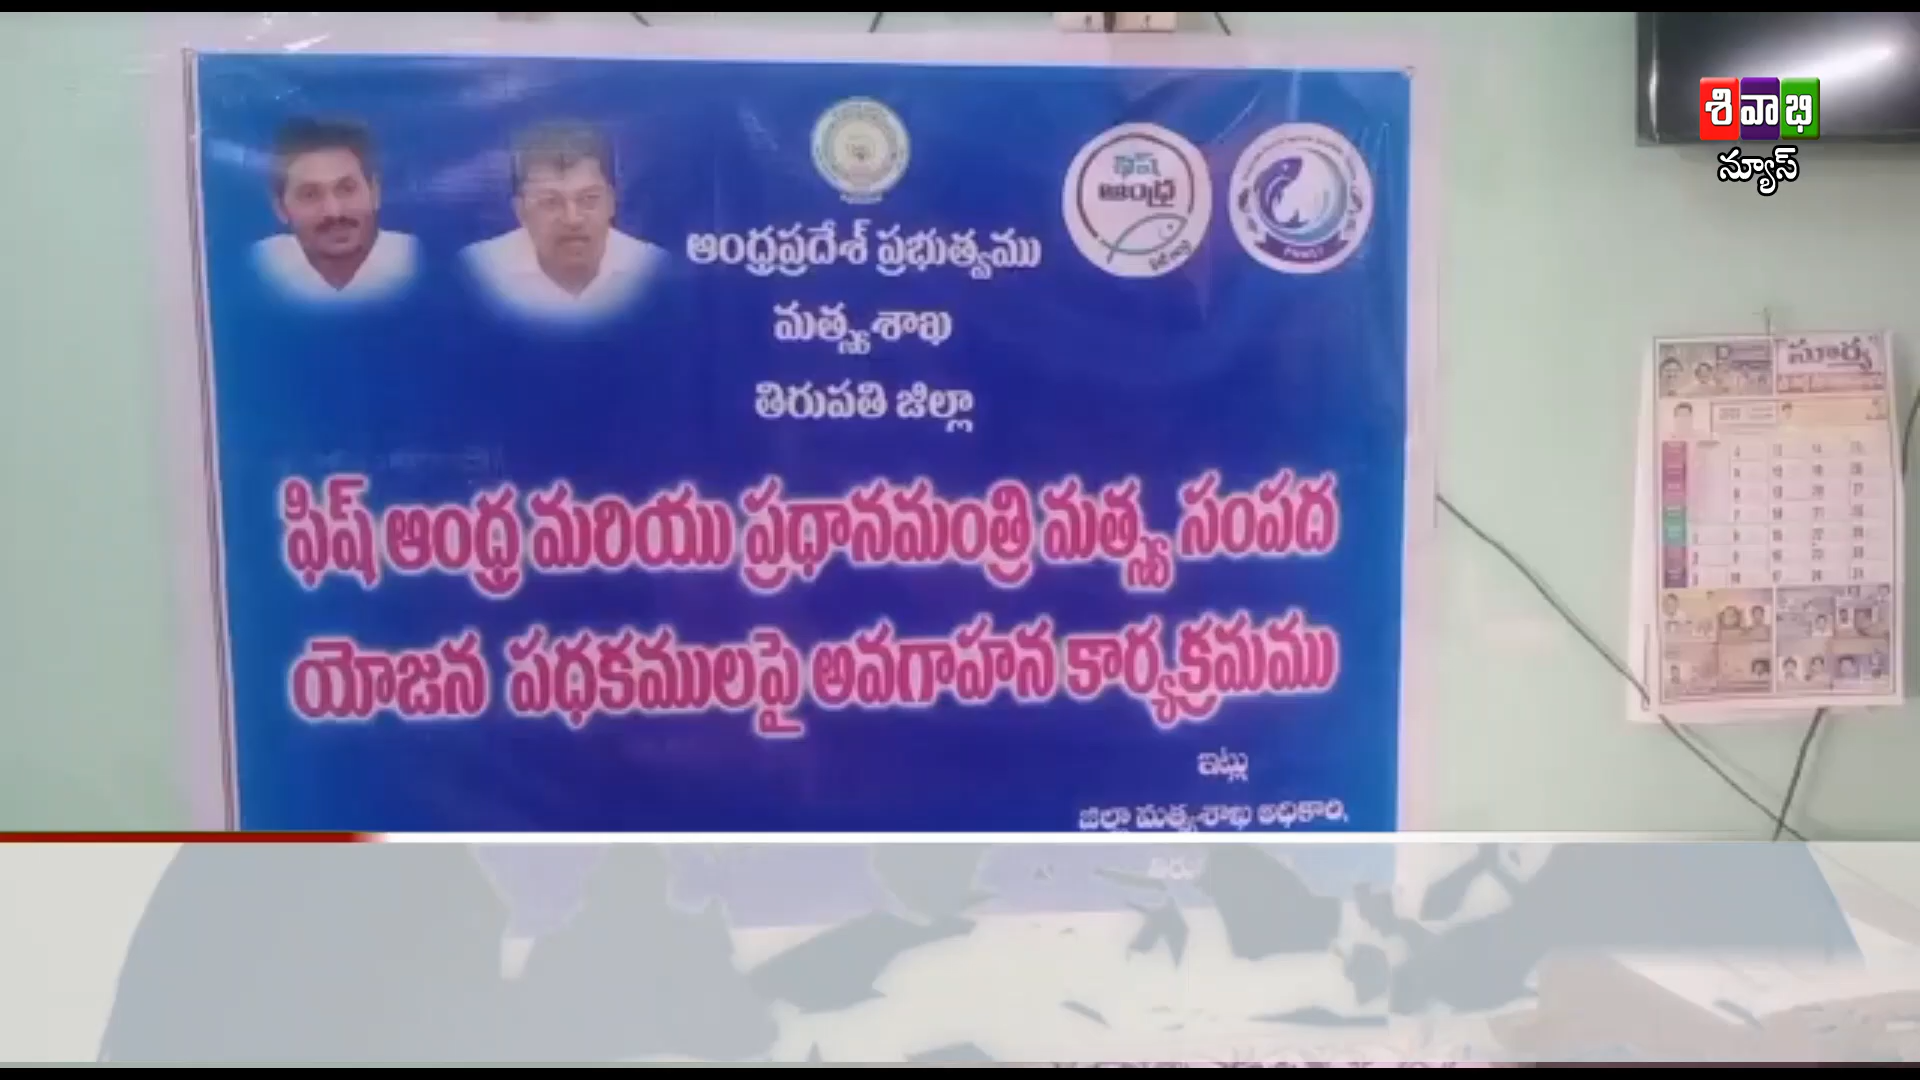 శివాభి
న్యూస్
ఫిష్
ఆంధ్ర
ఆంధ్రప్రదేశ్ ప్రభుత్వము
మత్స్యశాఖ
తిరుపతి జిల్లా
సూర్య
ఫిష్ ఆంధ్ర మరియు ప్రధానమంత్రి మత్స్య సంపద
యోజన పథకములపై అవగాహన కార్యక్రమము
ఇట్లు
జిల్లా మత్స్యశాఖ అధికారి,